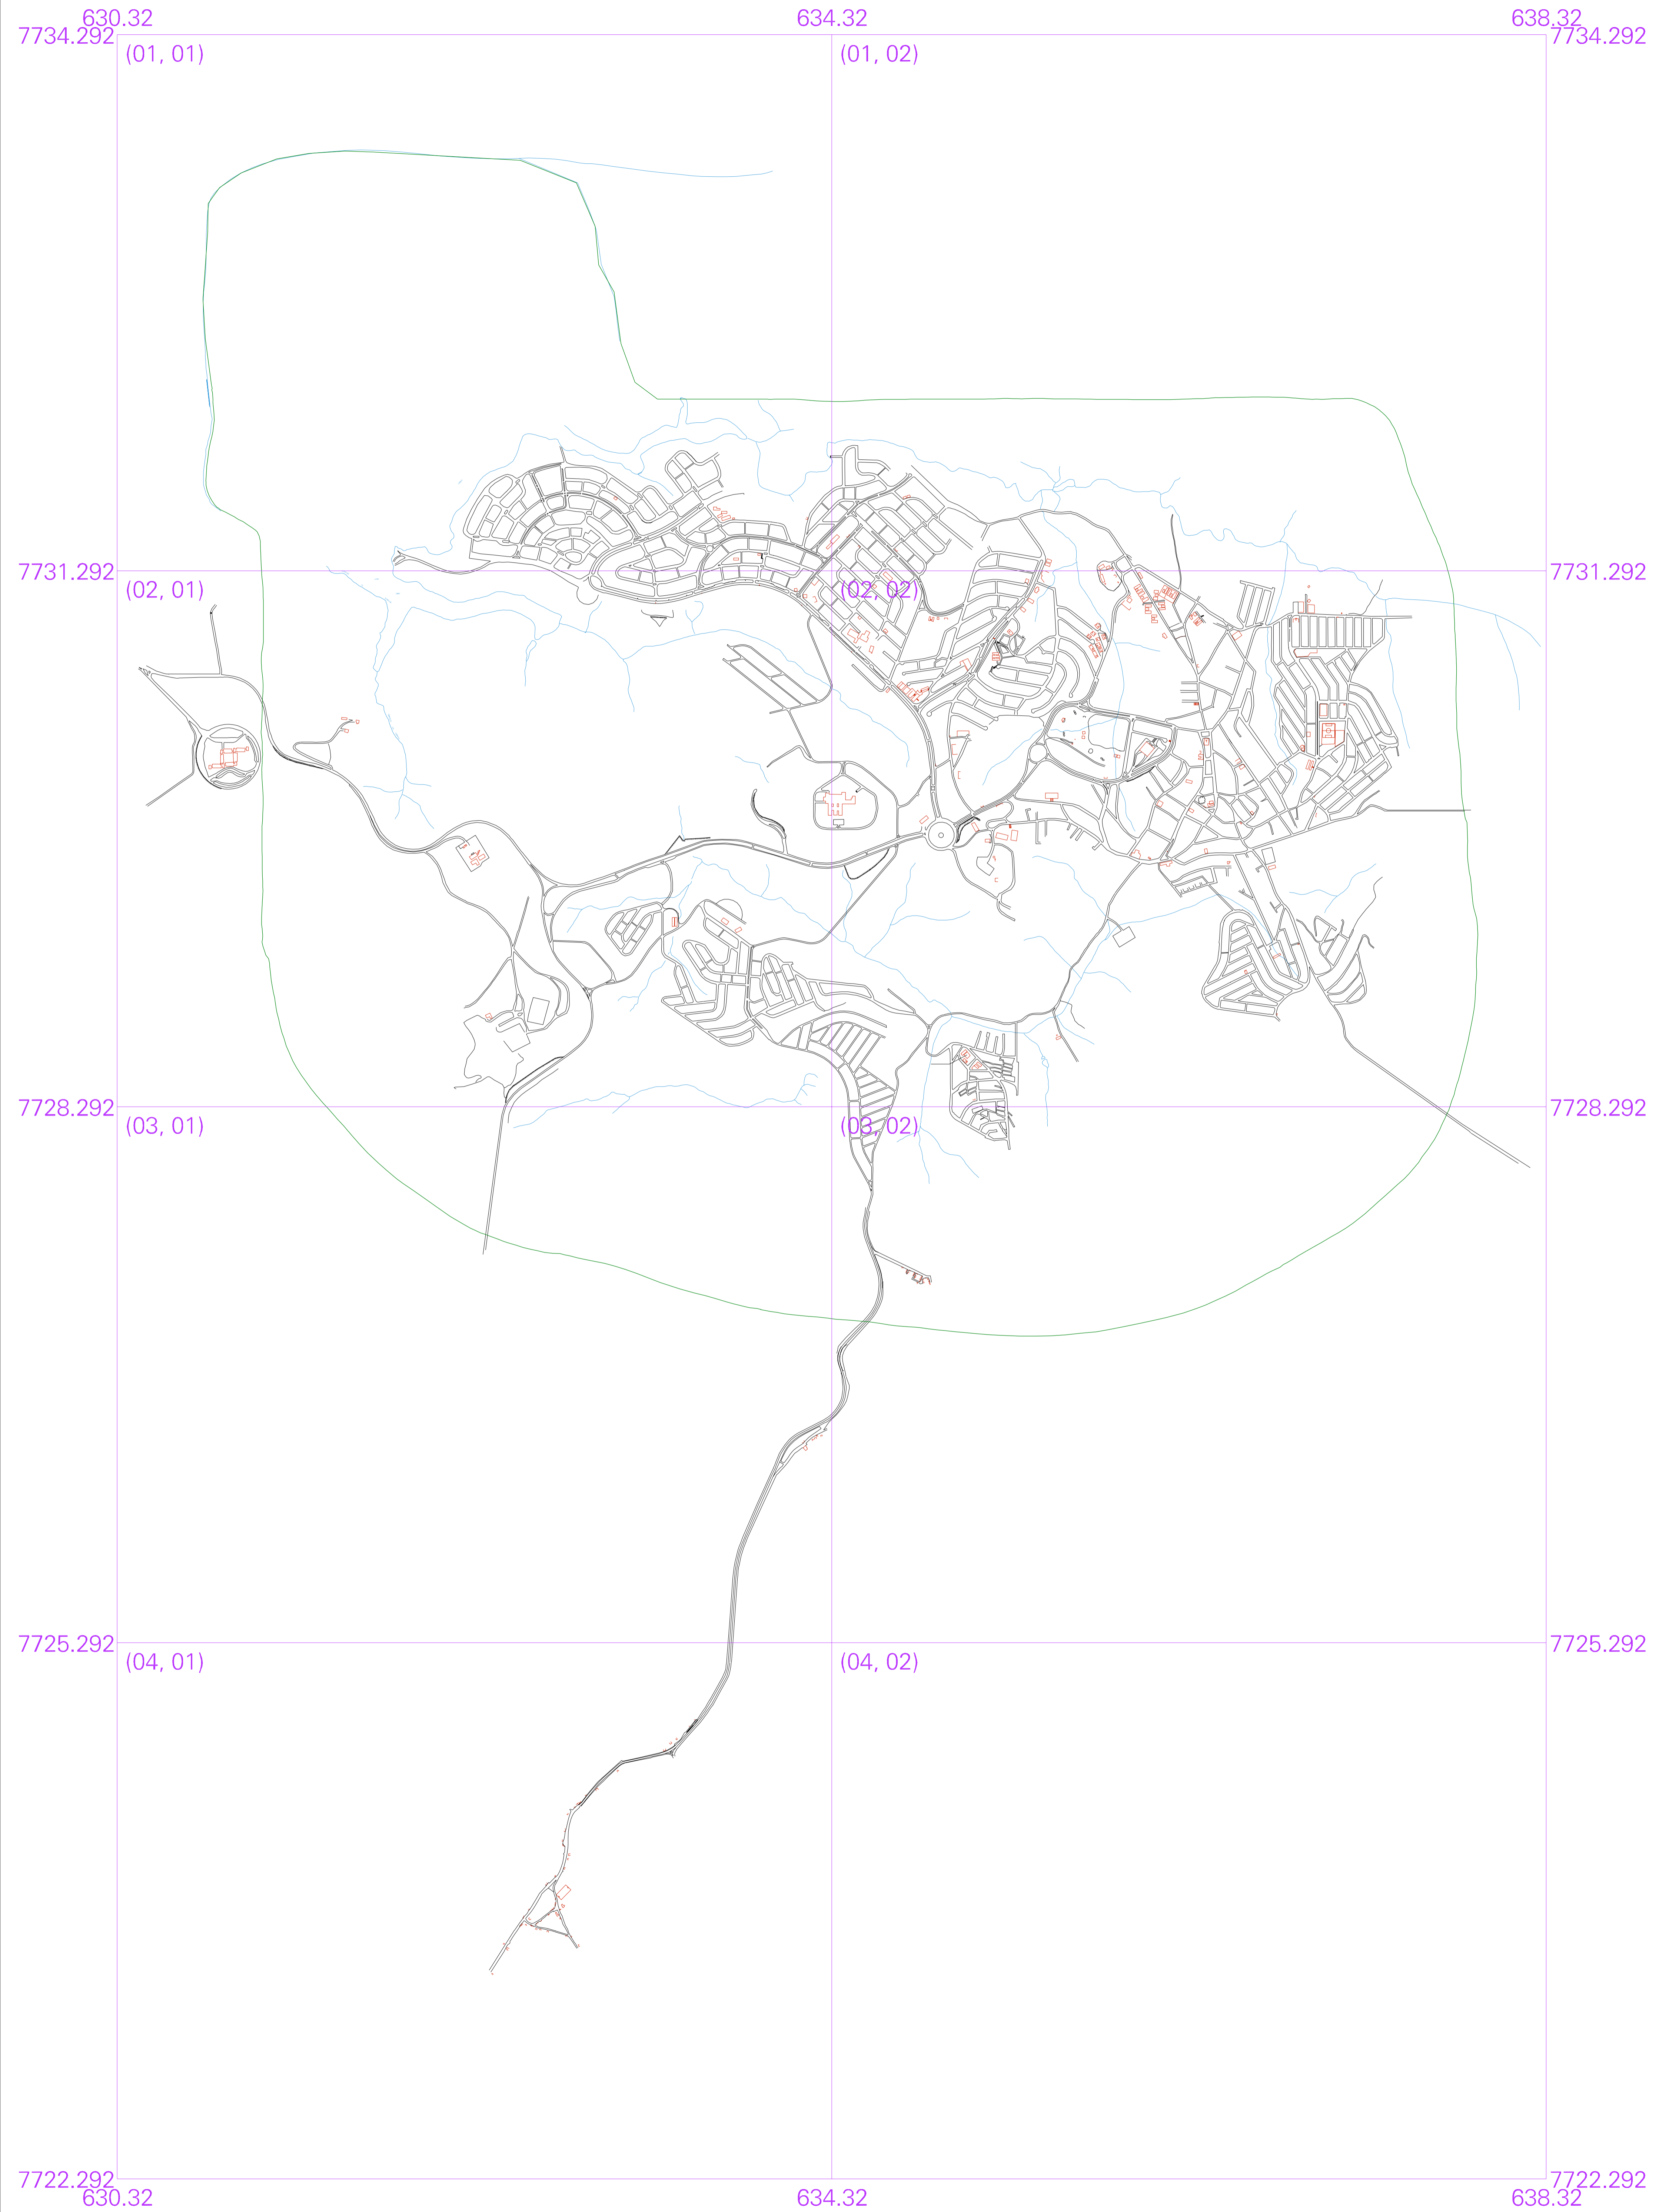 630.32 634.32 638.32
7734.292 7734.292
(01, 01) (01, 02)
7731.292 7731.292
(02, 01) (02, 02)
7728.292 7728.292
(03, 01) (03, 02)
7725.292 7725.292
(04, 01) (04, 02)
7722.292 7722.292
630.32 634.32 638.32